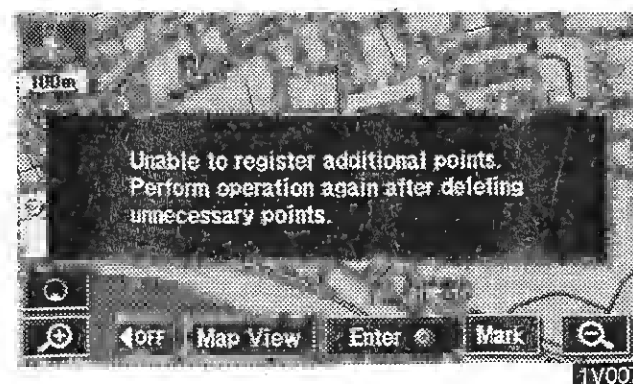 100m
Unable to register additional points.
Perform operation again after deleting
unnecessary points.
OFF Map View Enter Mark
1V00